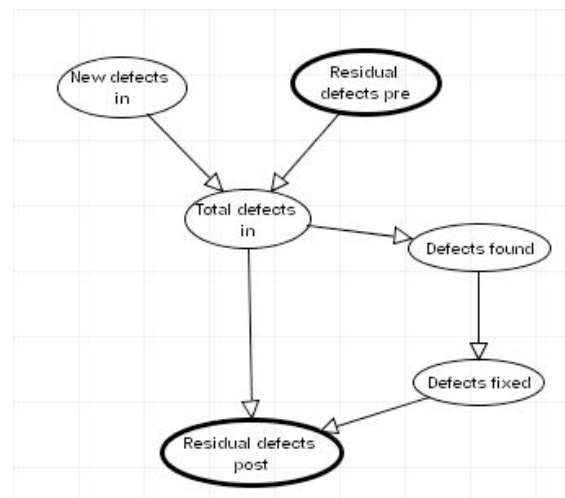 New defects
in
Residual
defects pre
Total defects
in
Defects found
Defects fixed
Residual defects
post